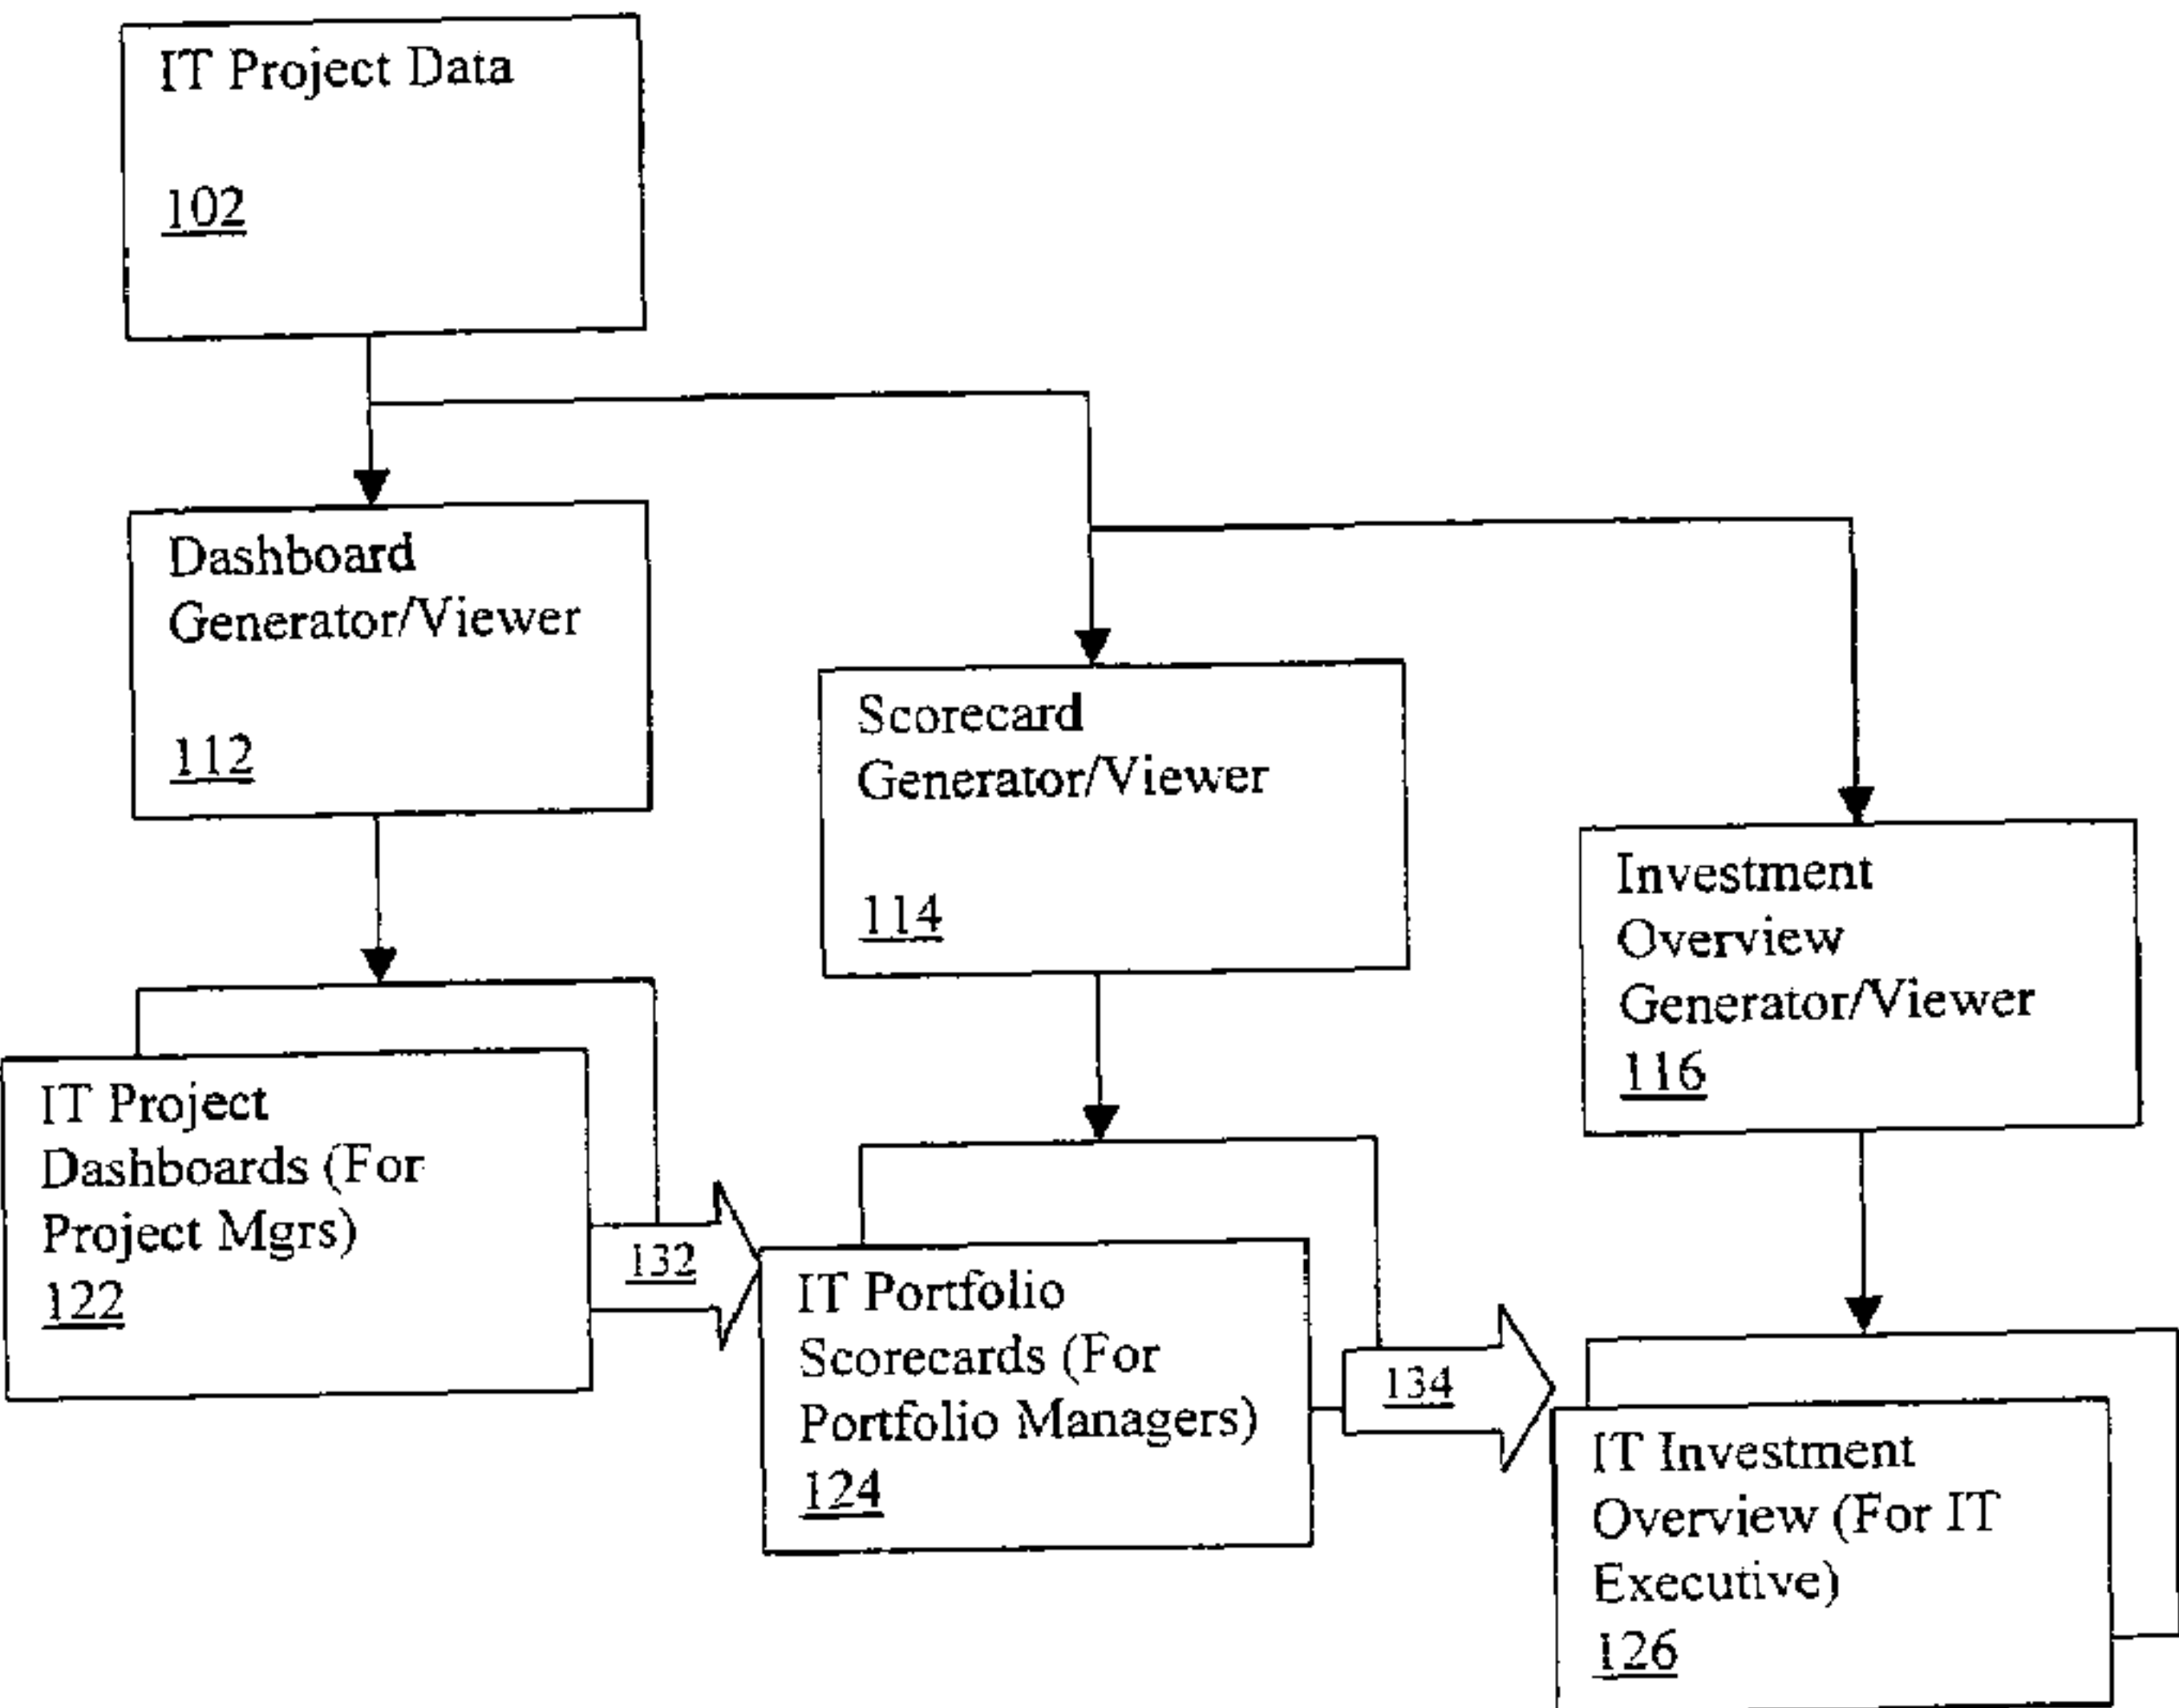 IT Project Data
102
Dashboard
Generator/Viewer
112
Scorecard
Generator/Viewer
114
Investment
Overview
Generator/Viewer
116
IT Project
Dashboards (For
Project Mgrs)
122
132
IT Portfolio
Scorecards (For
Portfolio Managers)
124
134
IT Investment
Overview (For IT
Executive)
126